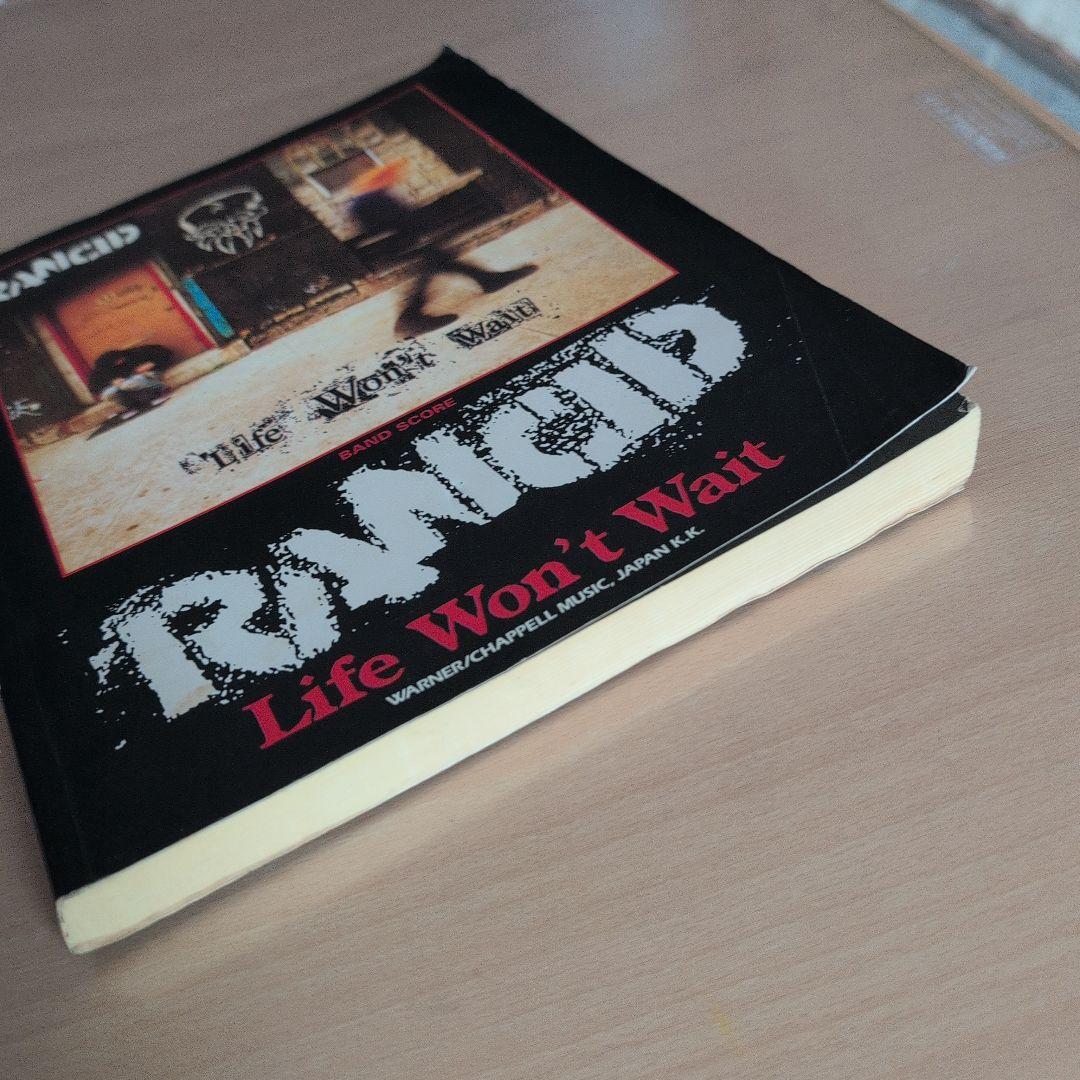 RANCID
Life Won't Wait
BAND SCORE
RANCID
Life Won't Wait
WARNER/CHAPPELL MUSIC, JAPAN K.K.